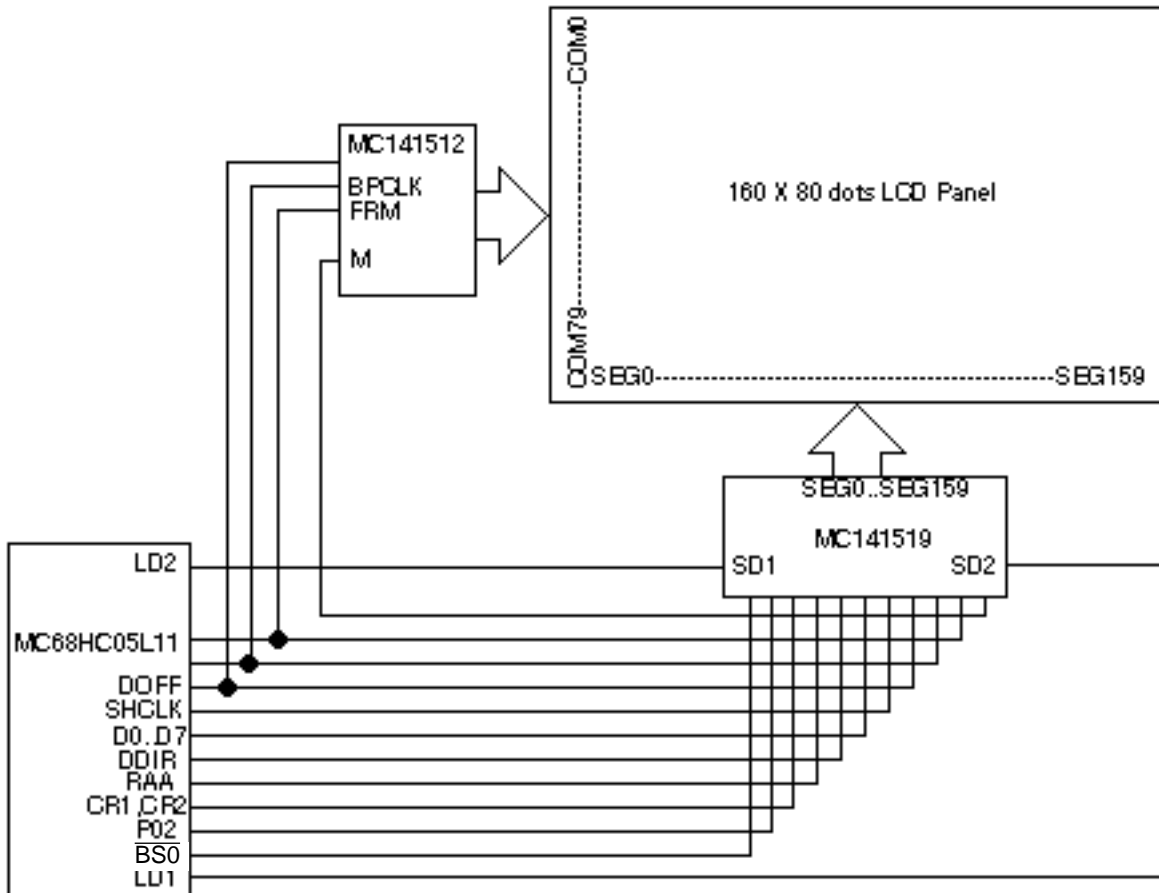 COM0
COM79
160 X 80 dots LCD Panel
SEG0
SEG159
MC141512
BPCLK
FRM
M
SEG0..SEG159
MC141519
SD1
SD2
LD2
MC68HC05L11
DOFF
SHCLK
D0..D7
DDIR
RAA
CR1,CR2
P02
BS0
LD1